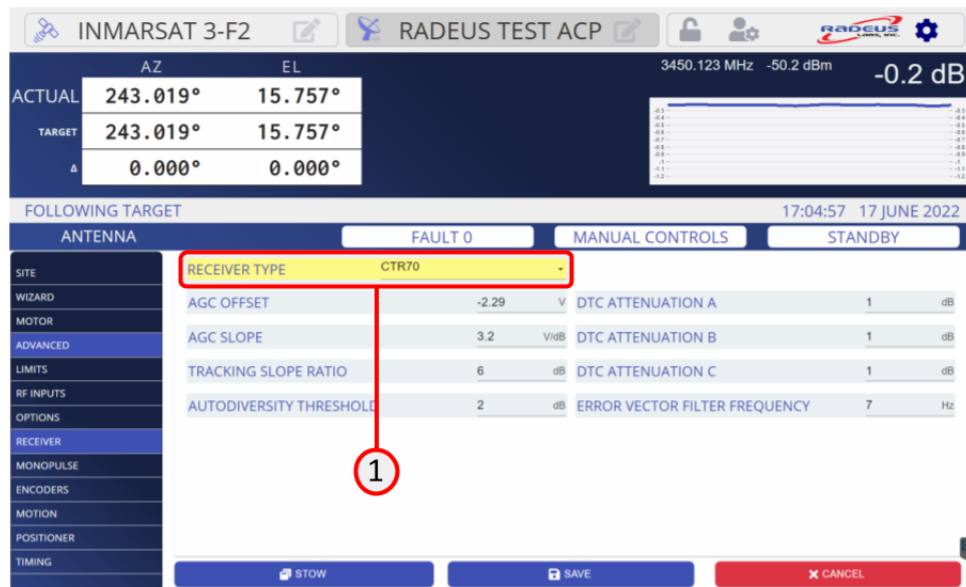 INMARSAT 3-F2
RADEUS TEST ACP
RADEUS
LABS, INC.
AZ EL
3450.123 MHz -50.2 dBm
-0.2 dB
ACTUAL 243.019° 15.757°
TARGET 243.019° 15.757°
Δ 0.000° 0.000°
FOLLOWING TARGET 17:04:57 17 JUNE 2022
ANTENNA FAULT 0 MANUAL CONTROLS STANDBY
SITE
WIZARD
MOTOR
ADVANCED
LIMITS
RF INPUTS
OPTIONS
RECEIVER
MONOPULSE
ENCODERS
MOTION
POSITIONER
TIMING
RECEIVER TYPE CTR70
AGC OFFSET -2.29 V DTC ATTENUATION A 1 dB
AGC SLOPE 3.2 V/dB DTC ATTENUATION B 1 dB
TRACKING SLOPE RATIO 6 dB DTC ATTENUATION C 1 dB
AUTODIVERSITY THRESHOLD 2 dB ERROR VECTOR FILTER FREQUENCY 7 Hz
1
STOW SAVE CANCEL